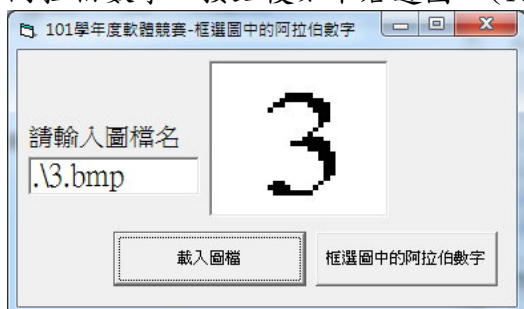 101學年度軟體競賽-框選圖中的阿拉伯數字
請輸入圖檔名
.\3.bmp
3
載入圖檔
框選圖中的阿拉伯數字